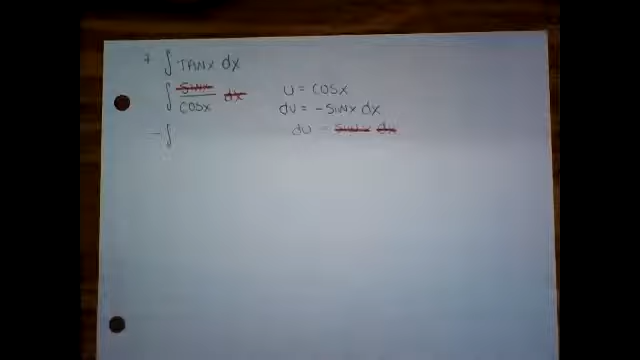 7 ∫ TANX dx
∫ SINX/COSX dx U = COSX
dU = -SINX dX
-∫ dU = SINX dX